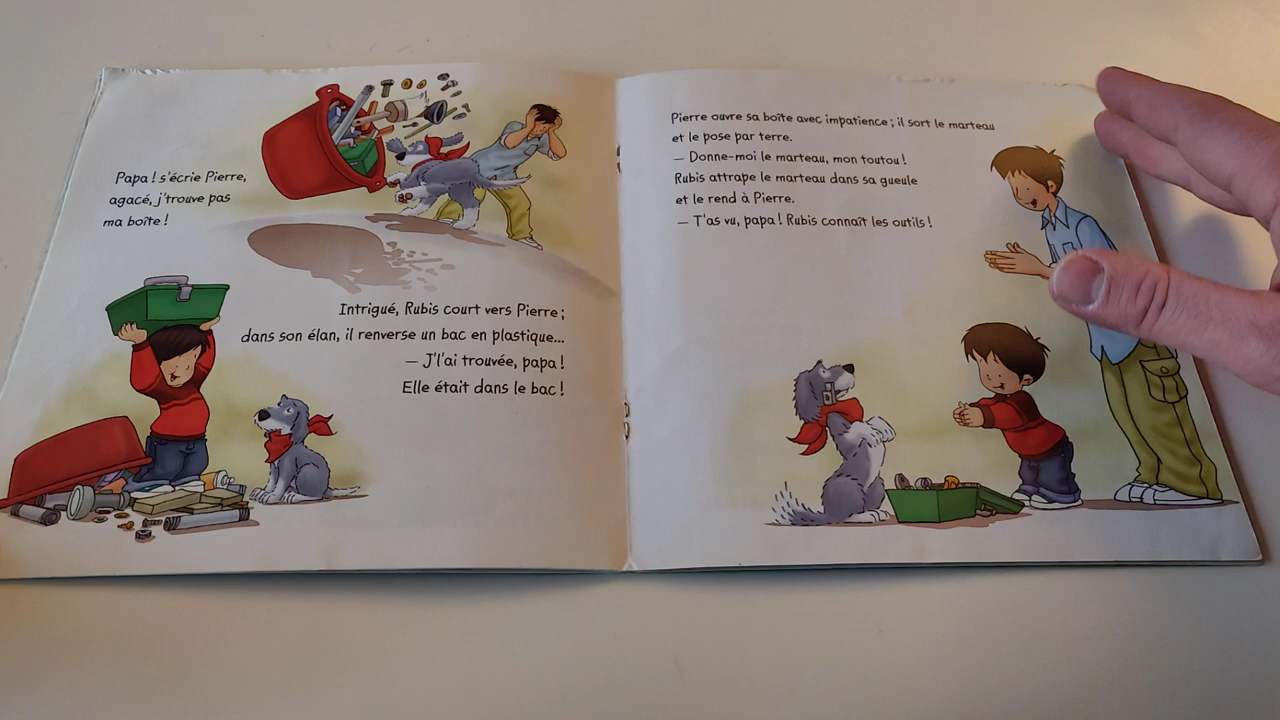 Papa ! s'écrie Pierre,
agacé, j'trouve pas
ma boîte !
Intrigué, Rubis court vers Pierre ;
dans son élan, il renverse un bac en plastique...
– J'l'ai trouvée, papa !
Elle était dans le bac !
Pierre ouvre sa boîte avec impatience ; il sort le marteau
et le pose par terre.
– Donne-moi le marteau, mon toutou !
Rubis attrape le marteau dans sa gueule
et le rend à Pierre.
– T'as vu, papa ! Rubis connaît les outils !